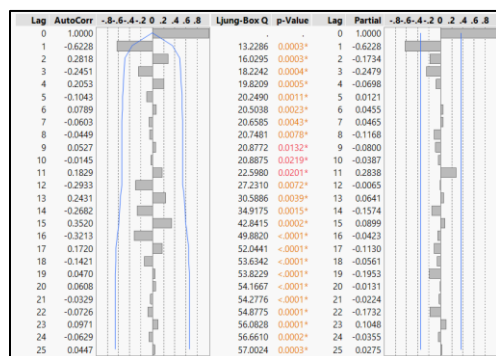 Lag AutoCorr -.8-.6-.4-.2 0 .2 .4 .6 .8 Ljung-Box Q p-Value Lag Partial -.8-.6-.4-.2 0 .2 .4 .6 .8
0 1.0000 . . 0 1.0000
1 -0.6228 13.2286 0.0003* 1 -0.6228
2 0.2818 16.0295 0.0003* 2 -0.1734
3 -0.2451 18.2242 0.0004* 3 -0.2479
4 0.2053 19.8209 0.0005* 4 -0.0698
5 -0.1043 20.2490 0.0011* 5 0.0121
6 0.0789 20.5038 0.0023* 6 0.0455
7 -0.0603 20.6585 0.0043* 7 0.0465
8 -0.0449 20.7481 0.0078* 8 -0.1168
9 0.0527 20.8772 0.0132* 9 -0.0800
10 -0.0145 20.8875 0.0219* 10 -0.0387
11 0.1829 22.5980 0.0201* 11 0.2838
12 -0.2933 27.2310 0.0072* 12 -0.0065
13 0.2431 30.5886 0.0039* 13 0.0641
14 -0.2682 34.9175 0.0015* 14 -0.1574
15 0.3520 42.8415 0.0002* 15 0.0899
16 -0.3213 49.8820 <.0001* 16 -0.0423
17 0.1720 52.0441 <.0001* 17 -0.1130
18 -0.1421 53.6342 <.0001* 18 -0.0561
19 0.0470 53.8229 <.0001* 19 -0.1953
20 0.0608 54.1667 <.0001* 20 -0.0131
21 -0.0329 54.2776 <.0001* 21 -0.0224
22 -0.0726 54.8775 0.0001* 22 -0.1732
23 0.0971 56.0828 0.0001* 23 0.1048
24 -0.0629 56.6610 0.0002* 24 -0.0355
25 0.0447 57.0024 0.0003* 25 0.0275